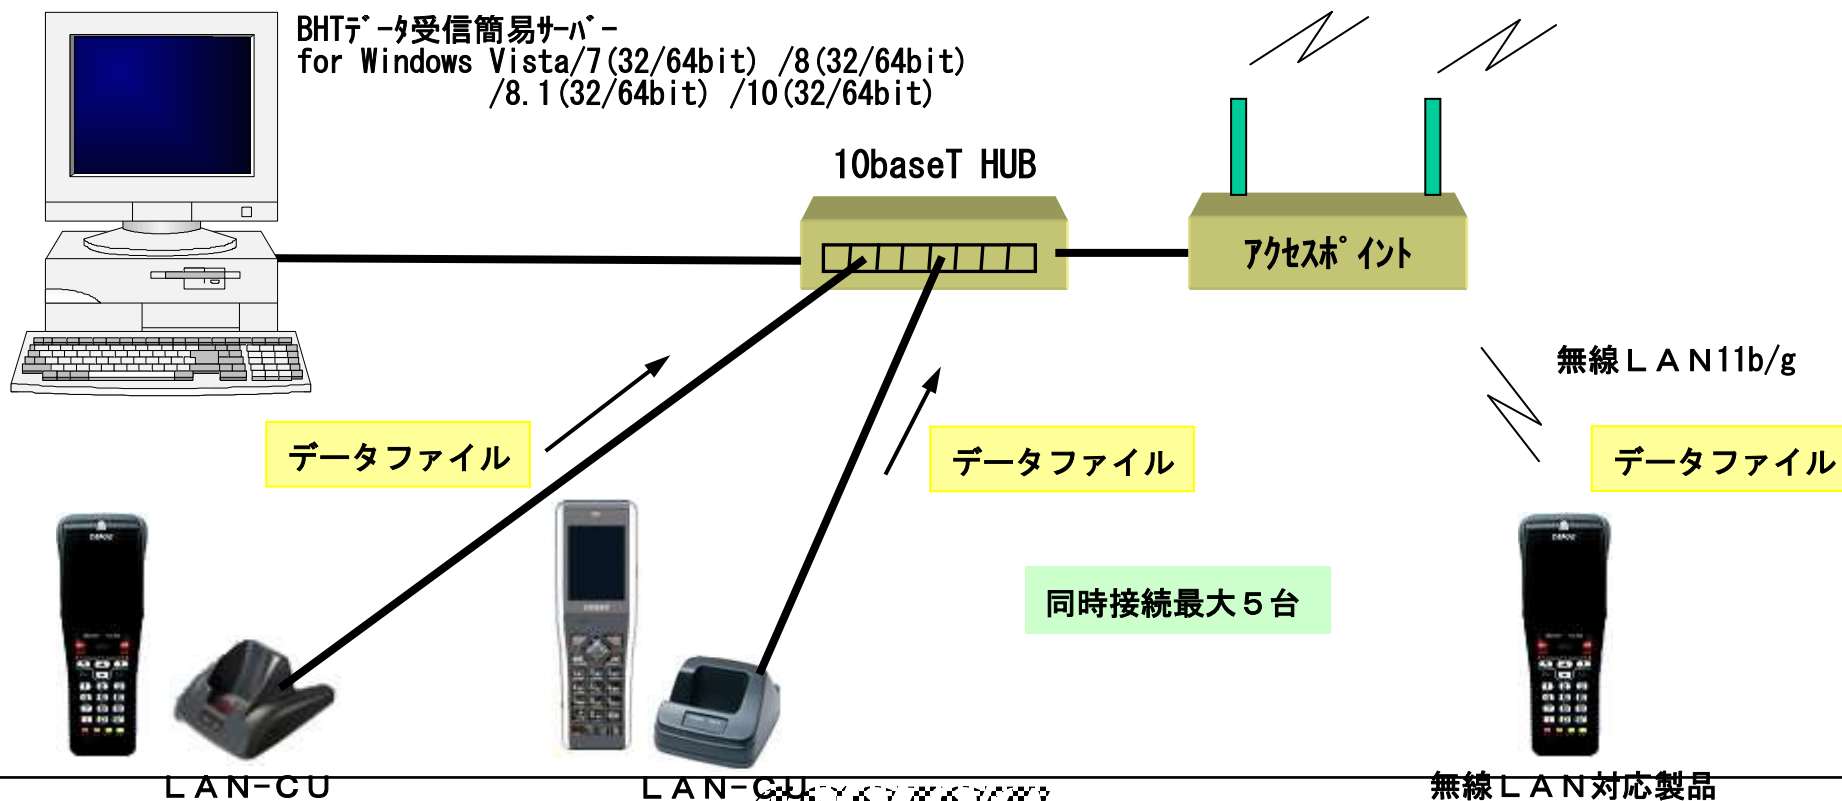 BHTﾃﾞｰﾀ受信簡易ｻｰﾊﾞｰ
for Windows Vista/7(32/64bit) /8(32/64bit)
/8.1(32/64bit) /10(32/64bit)
10baseT HUB
ｱｸｾｽﾎﾟｲﾝﾄ
無線ＬＡＮ11b/g
データファイル
データファイル
データファイル
同時接続最大５台
ＬＡＮ−ＣＵ
ＬＡＮ−ＣＵ
無線ＬＡＮ対応製品